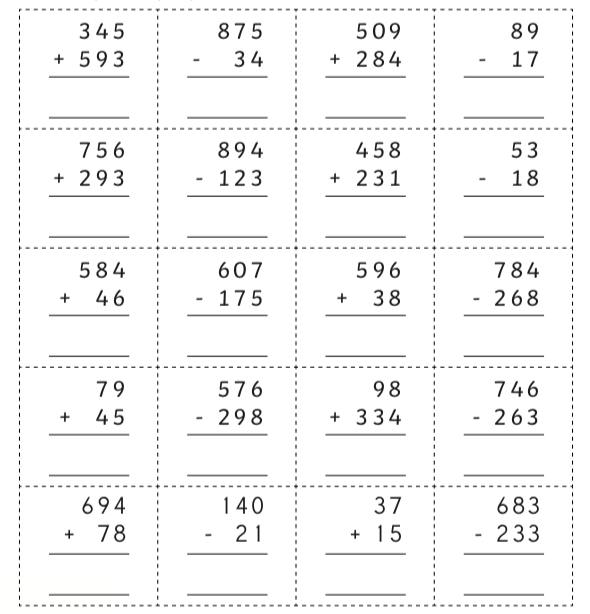 345 875 509 89
+ 593 - 34 + 284 - 17
756 894 458 53
+ 293 - 123 + 231 - 18
584 607 596 784
+ 46 - 175 + 38 - 268
79 576 98 746
+ 45 - 298 + 334 - 263
694 140 37 683
+ 78 - 21 + 15 - 233